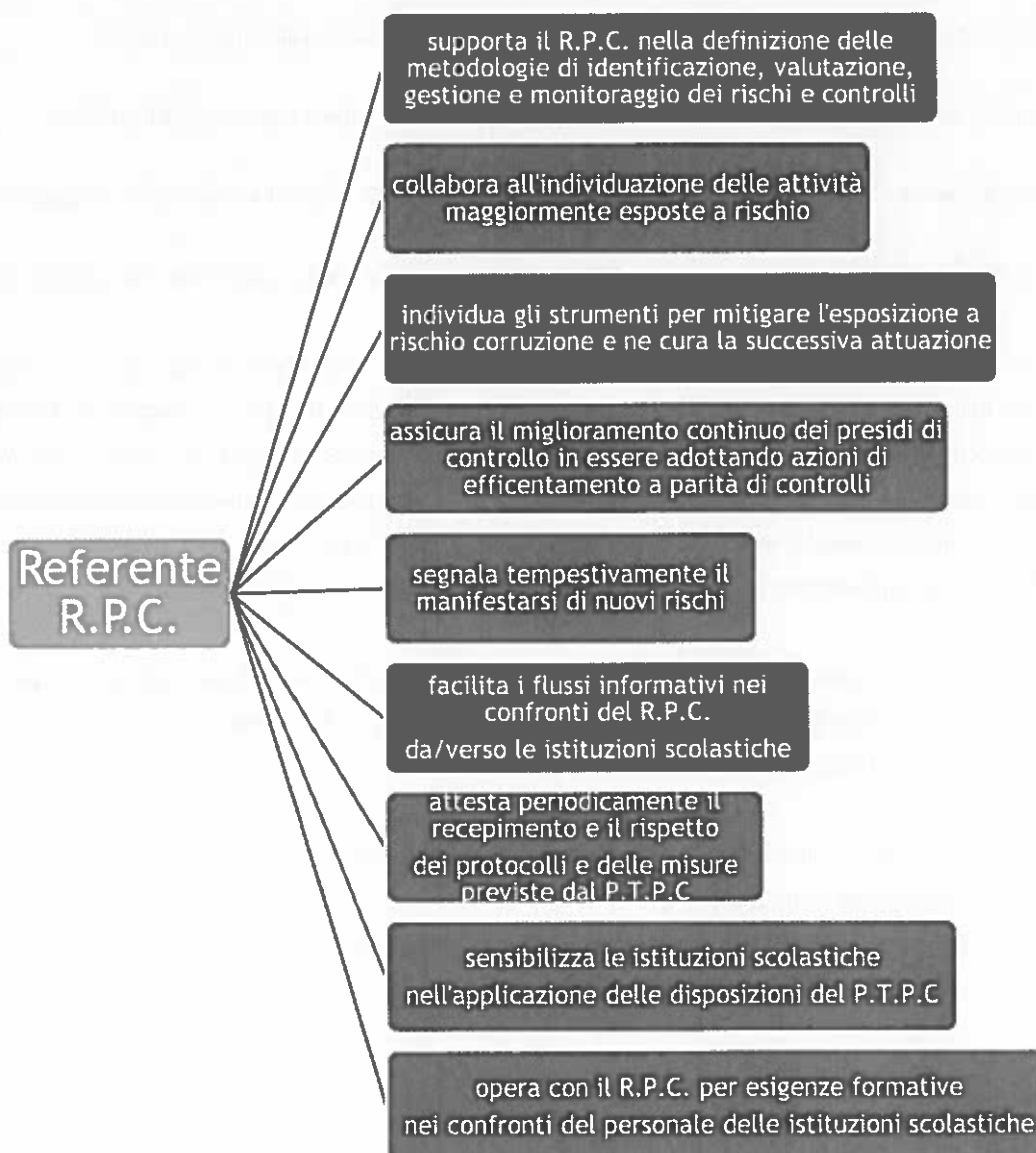 supporta il R.P.C. nella definizione delle
metodologie di identificazione, valutazione,
gestione e monitoraggio dei rischi e controlli
collabora all'individuazione delle attività
maggiormente esposte a rischio
individua gli strumenti per mitigare l'esposizione a
rischio corruzione e ne cura la successiva attuazione
assicura il miglioramento continuo dei presidi di
controllo in essere adottando azioni di
efficentamento a parità di controlli
Referente
R.P.C.
segnala tempestivamente il
manifestarsi di nuovi rischi
facilita i flussi informativi nei
confronti del R.P.C.
da/verso le istituzioni scolastiche
attesta periodicamente il
recepimento e il rispetto
dei protocolli e delle misure
previste dal P.T.P.C
sensibilizza le istituzioni scolastiche
nell'applicazione delle disposizioni del P.T.P.C
opera con il R.P.C. per esigenze formative
nei confronti del personale delle istituzioni scolastiche